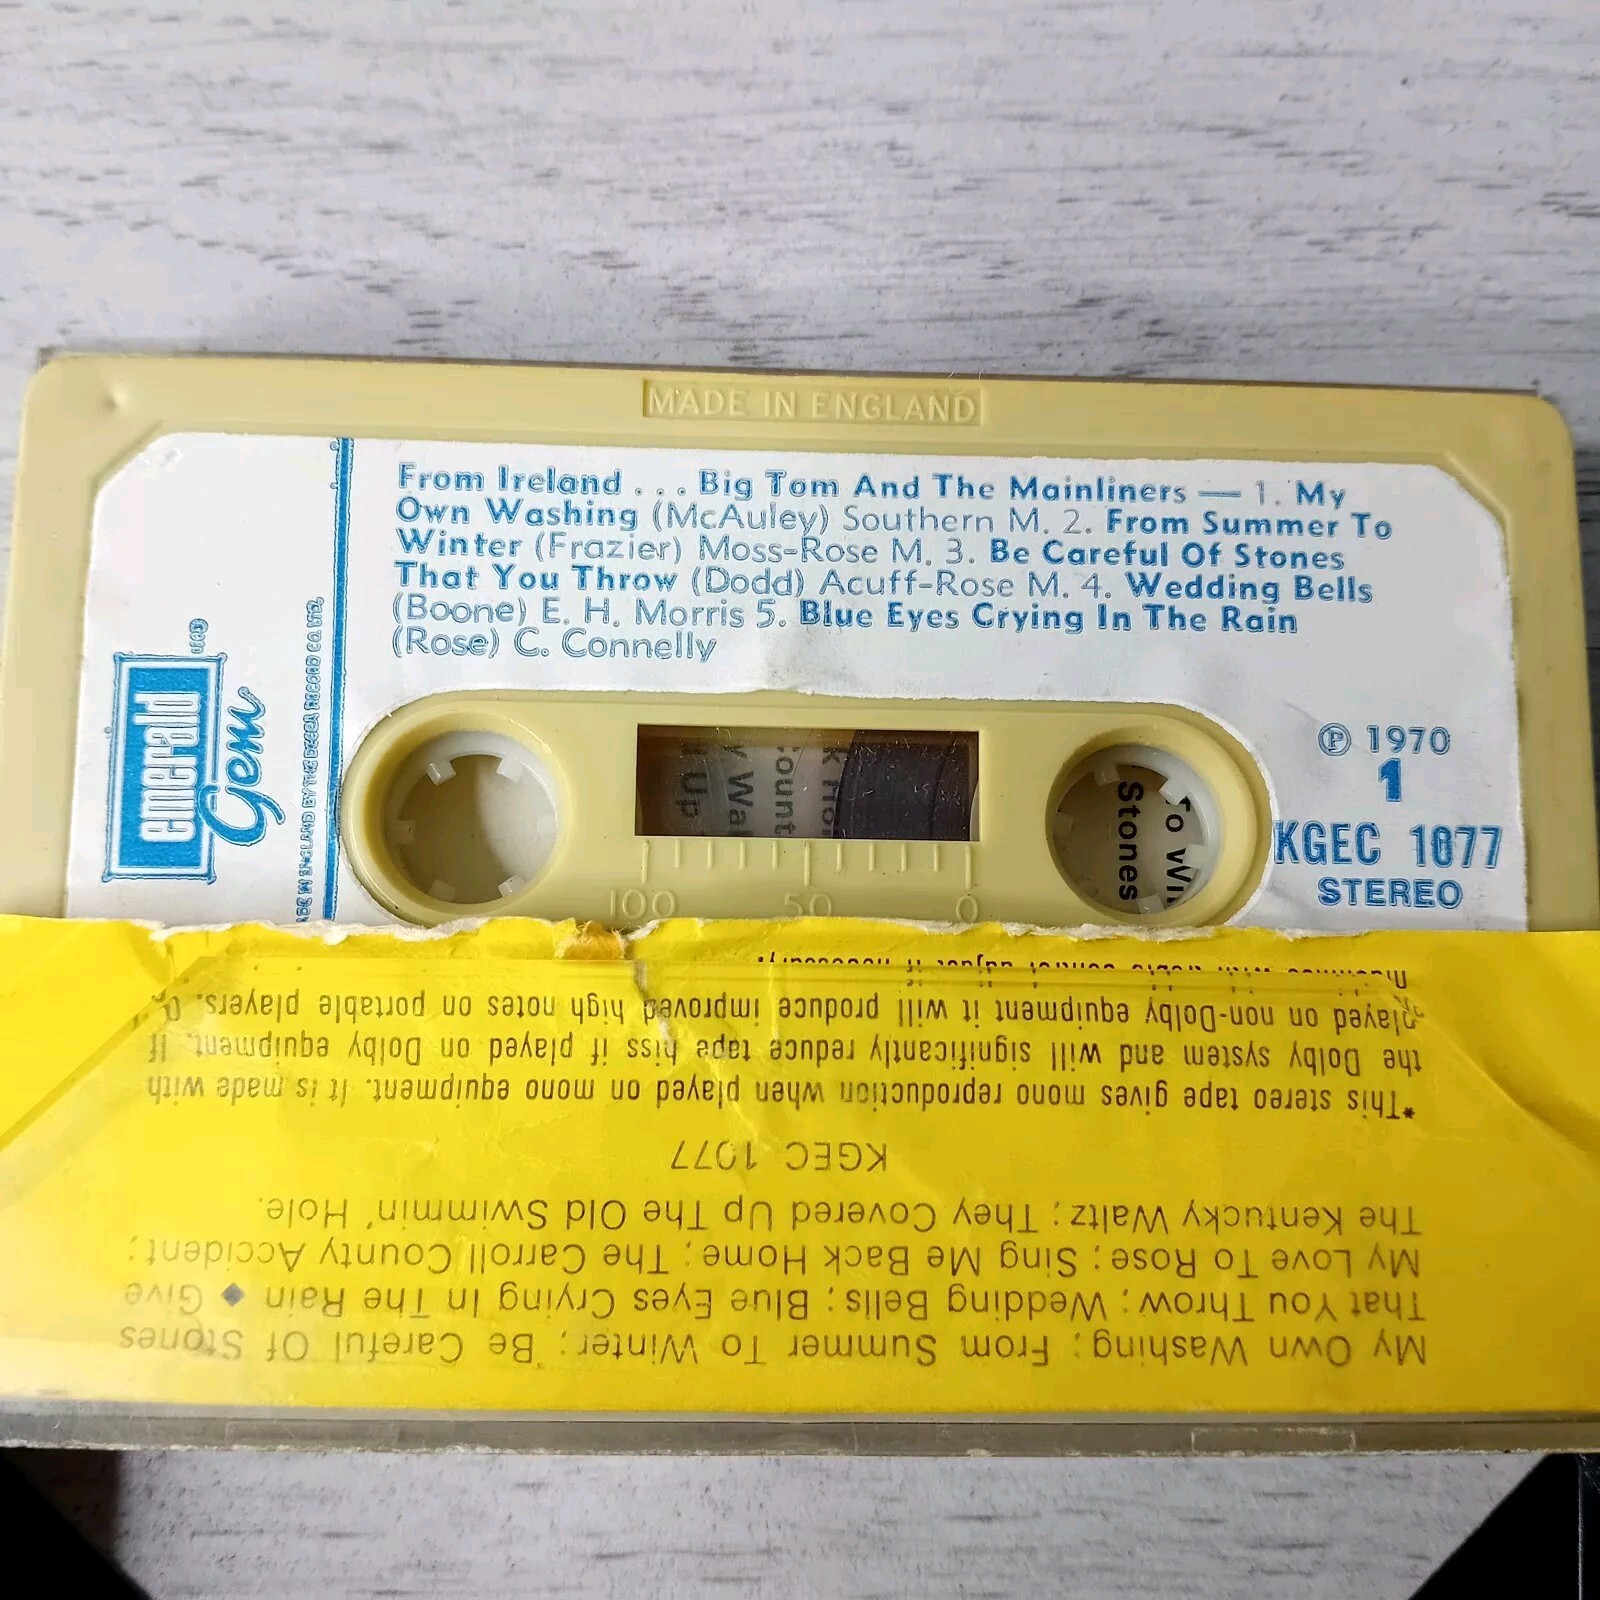 MADE IN ENGLAND
From Ireland . . . Big Tom And The Mainliners — 1. My
Own Washing (McAuley) Southern M. 2. From Summer To
Winter (Frazier) Moss-Rose M. 3. Be Careful Of Stones
That You Throw (Dodd) Acuff-Rose M. 4. Wedding Bells
(Boone) E. H. Morris 5. Blue Eyes Crying In The Rain
(Rose) C. Connelly
emerald
Gem
IN ENGLAND BY THE DECCA RECORD CO. LTD.
℗ 1970
1
KGEC 1077
STEREO
100 50 0
Up
ount
To
Stones
My Own Washing; From Summer To Winter; Be Careful Of Stones
That You Throw; Wedding Bells; Blue Eyes Crying In The Rain ♦ Give
My Love To Rose; Sing Me Back Home; The Carroll County Accident;
The Kentucky Waltz; They Covered Up The Old Swimmin' Hole.
KGEC 1077
*This stereo tape gives mono reproduction when played on mono equipment. It is made with
the Dolby system and will significantly reduce tape hiss if played on Dolby equipment. If
played on non-Dolby equipment it will produce improved high notes on portable players.
adjust if necessary.